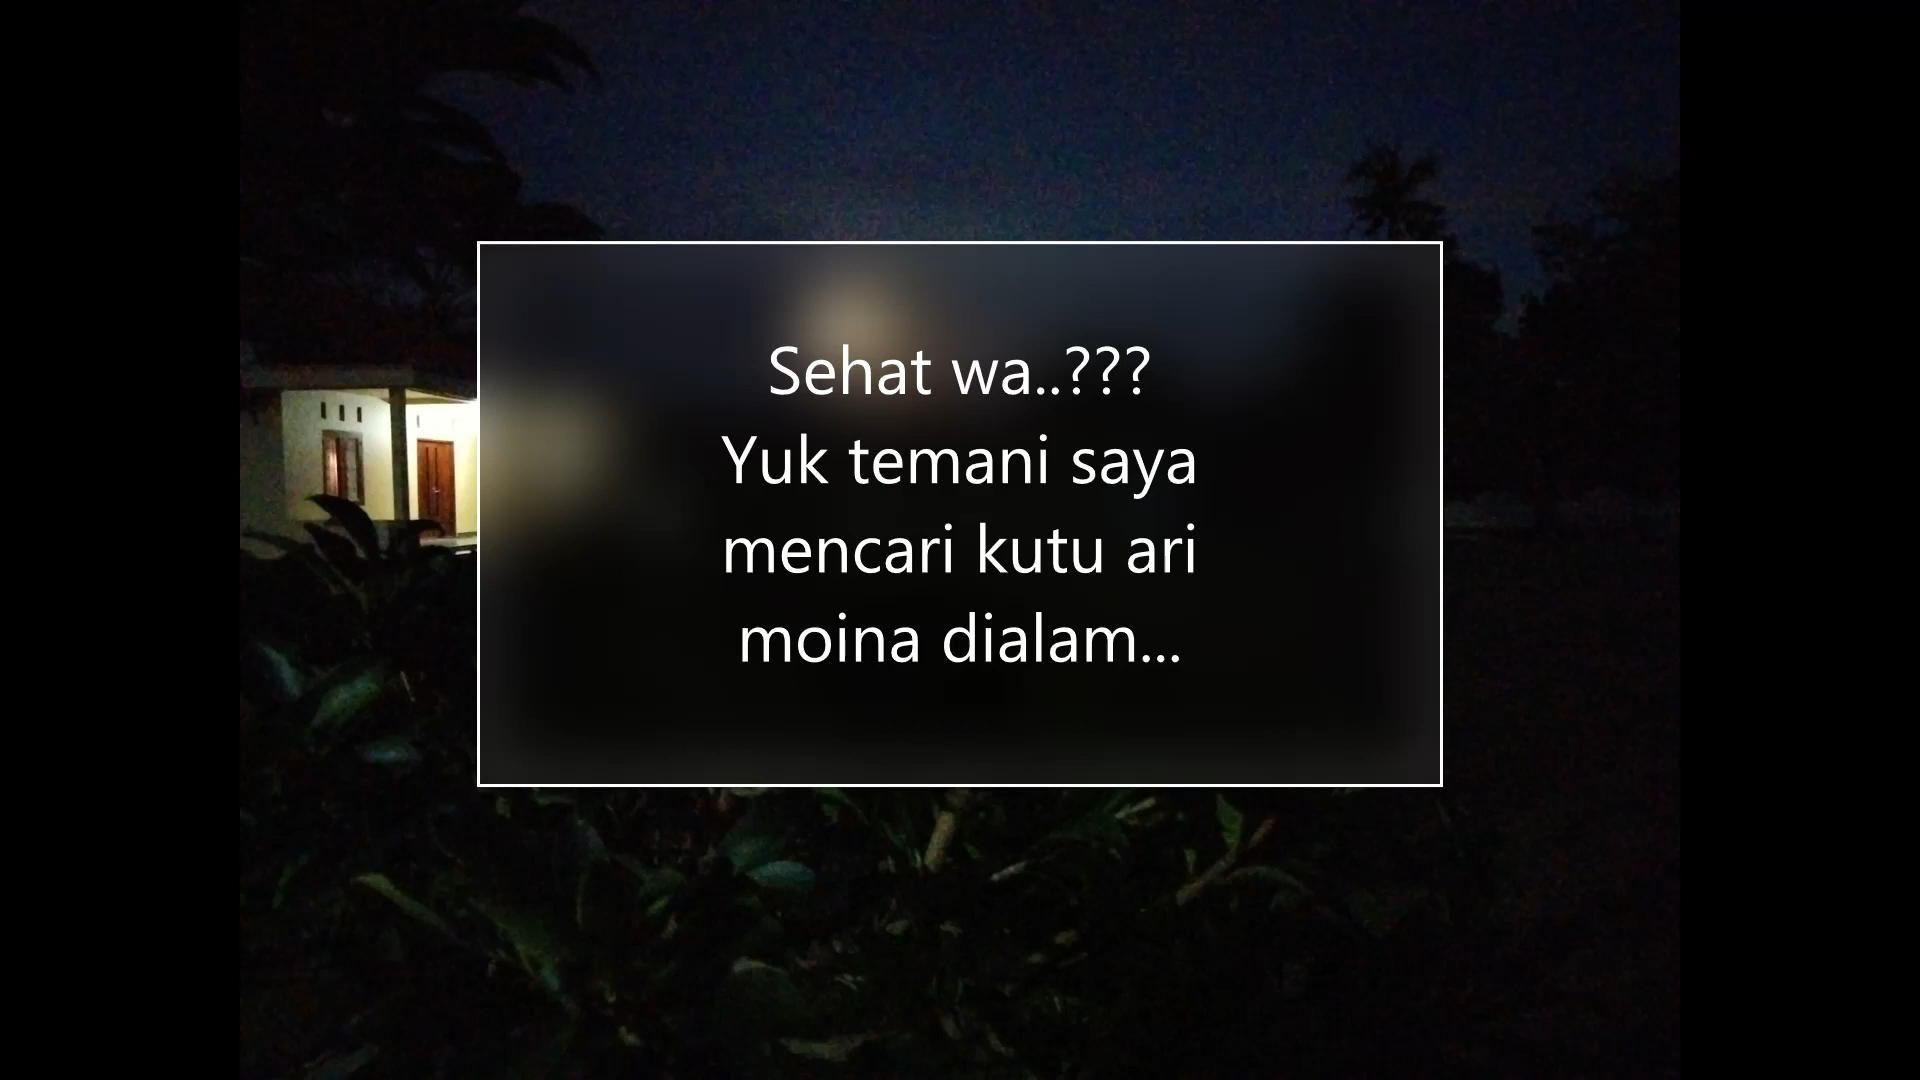 Sehat wa..???
Yuk temani saya
mencari kutu ari
moina dialam...